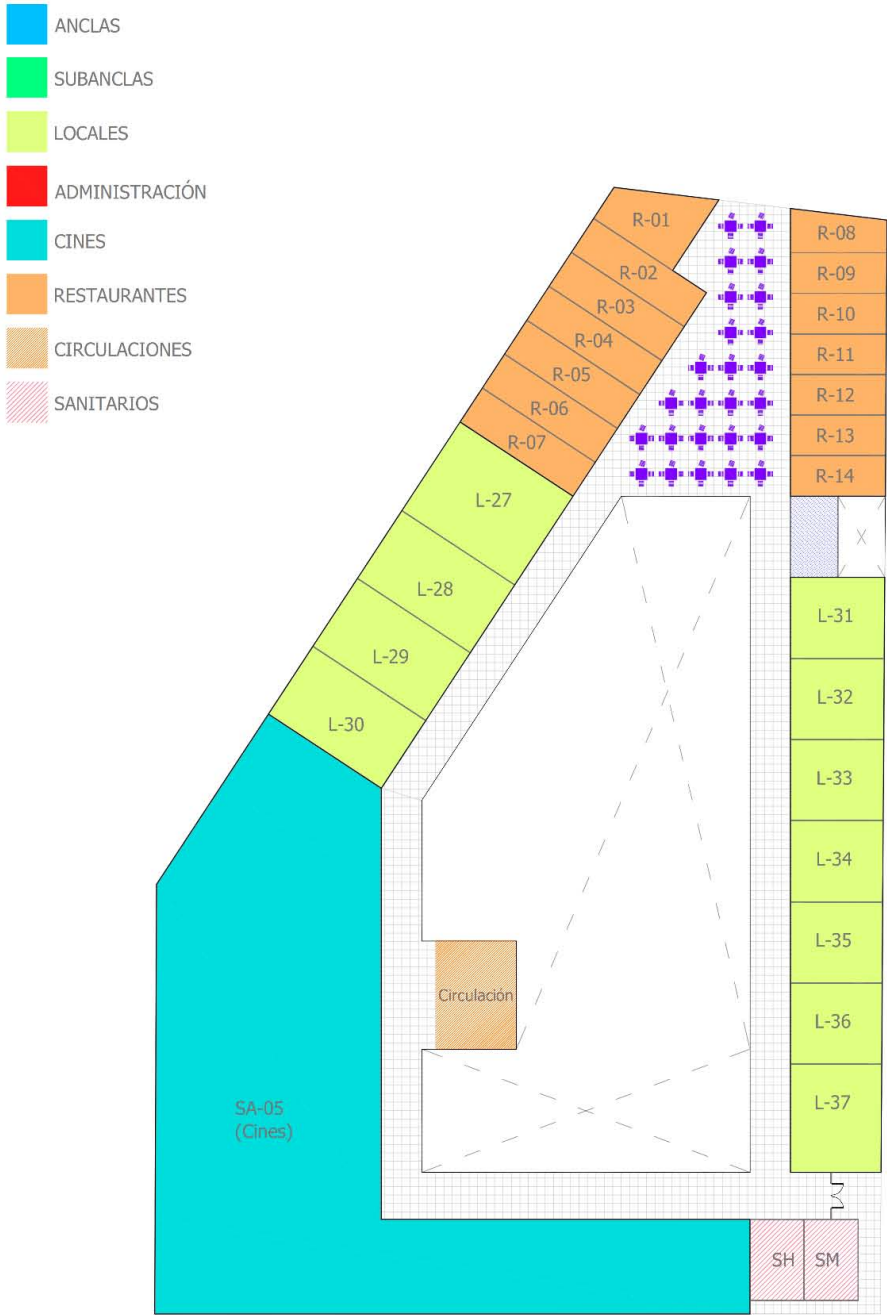 ANCLAS
SUBANCLAS
LOCALES
ADMINISTRACIÓN
CINES
RESTAURANTES
CIRCULACIONES
SANITARIOS
R-01
R-02
R-03
R-04
R-05
R-06
R-07
L-27
L-28
L-29
L-30
R-08
R-09
R-10
R-11
R-12
R-13
R-14
L-31
L-32
L-33
L-34
L-35
L-36
L-37
Circulación
SA-05
(Cines)
SH
SM